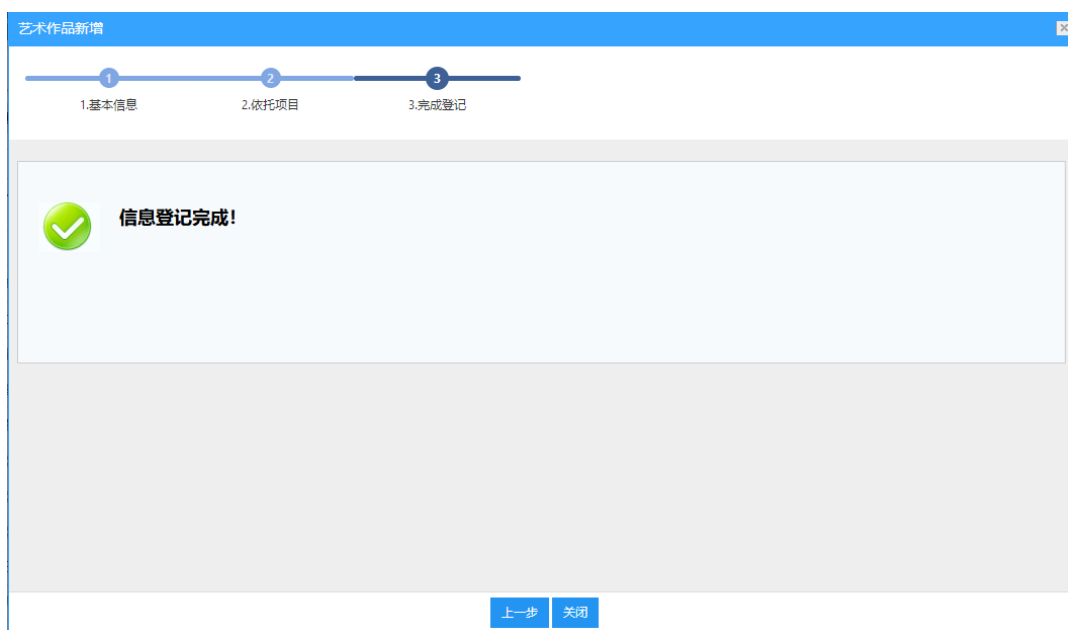 艺术作品新增
1 2 3
1.基本信息 2.依托项目 3.完成登记
信息登记完成！
上一步 关闭